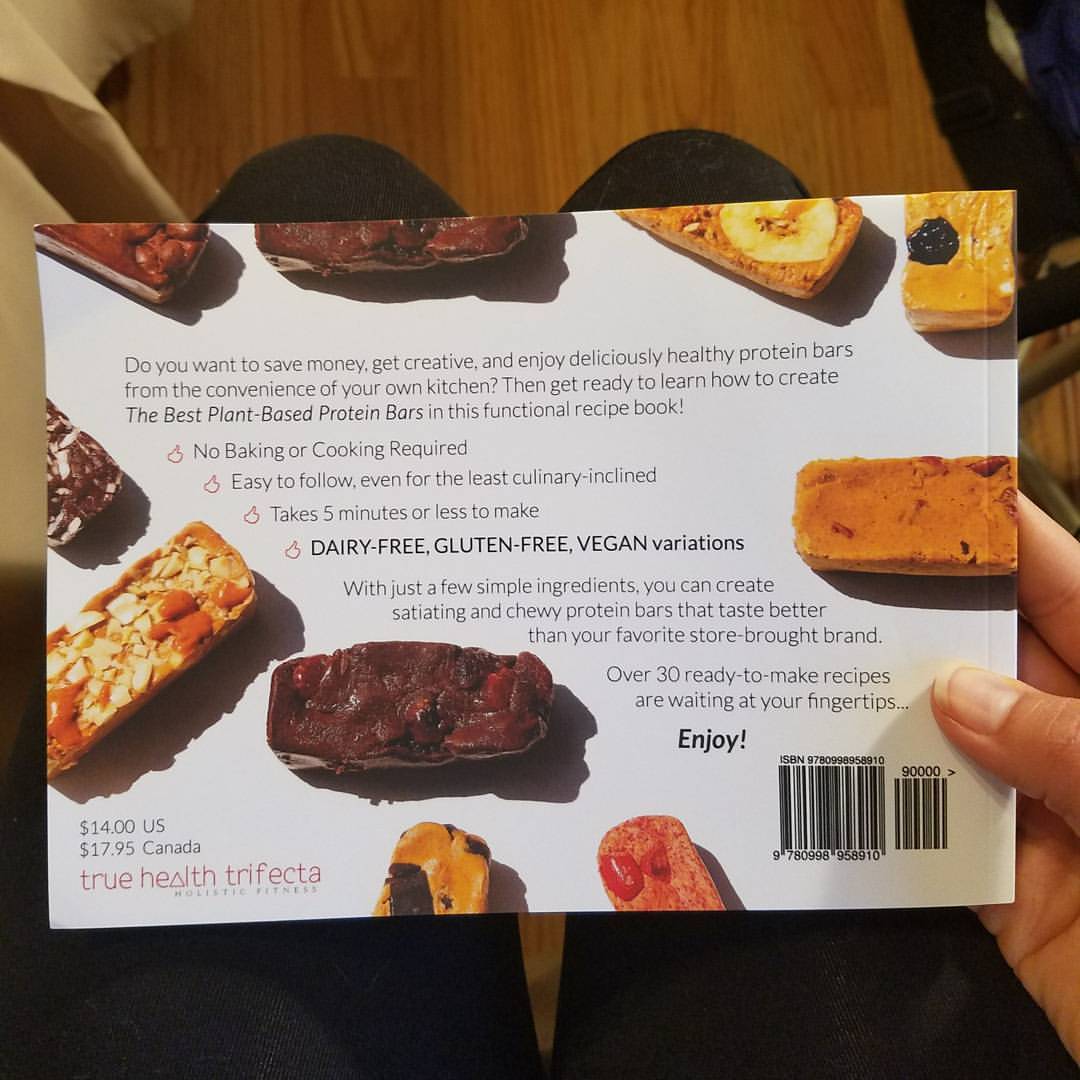 Do you want to save money, get creative, and enjoy deliciously healthy protein bars
from the convenience of your own kitchen? Then get ready to learn how to create
The Best Plant-Based Protein Bars in this functional recipe book!
No Baking or Cooking Required
Easy to follow, even for the least culinary-inclined
Takes 5 minutes or less to make
DAIRY-FREE, GLUTEN-FREE, VEGAN variations
With just a few simple ingredients, you can create
satiating and chewy protein bars that taste better
than your favorite store-brought brand.
Over 30 ready-to-make recipes
are waiting at your fingertips...
Enjoy!
ISBN 9780998958910
90000 >
9 780998 958910
$14.00 US
$17.95 Canada
true health trifecta
HOLISTIC FITNESS